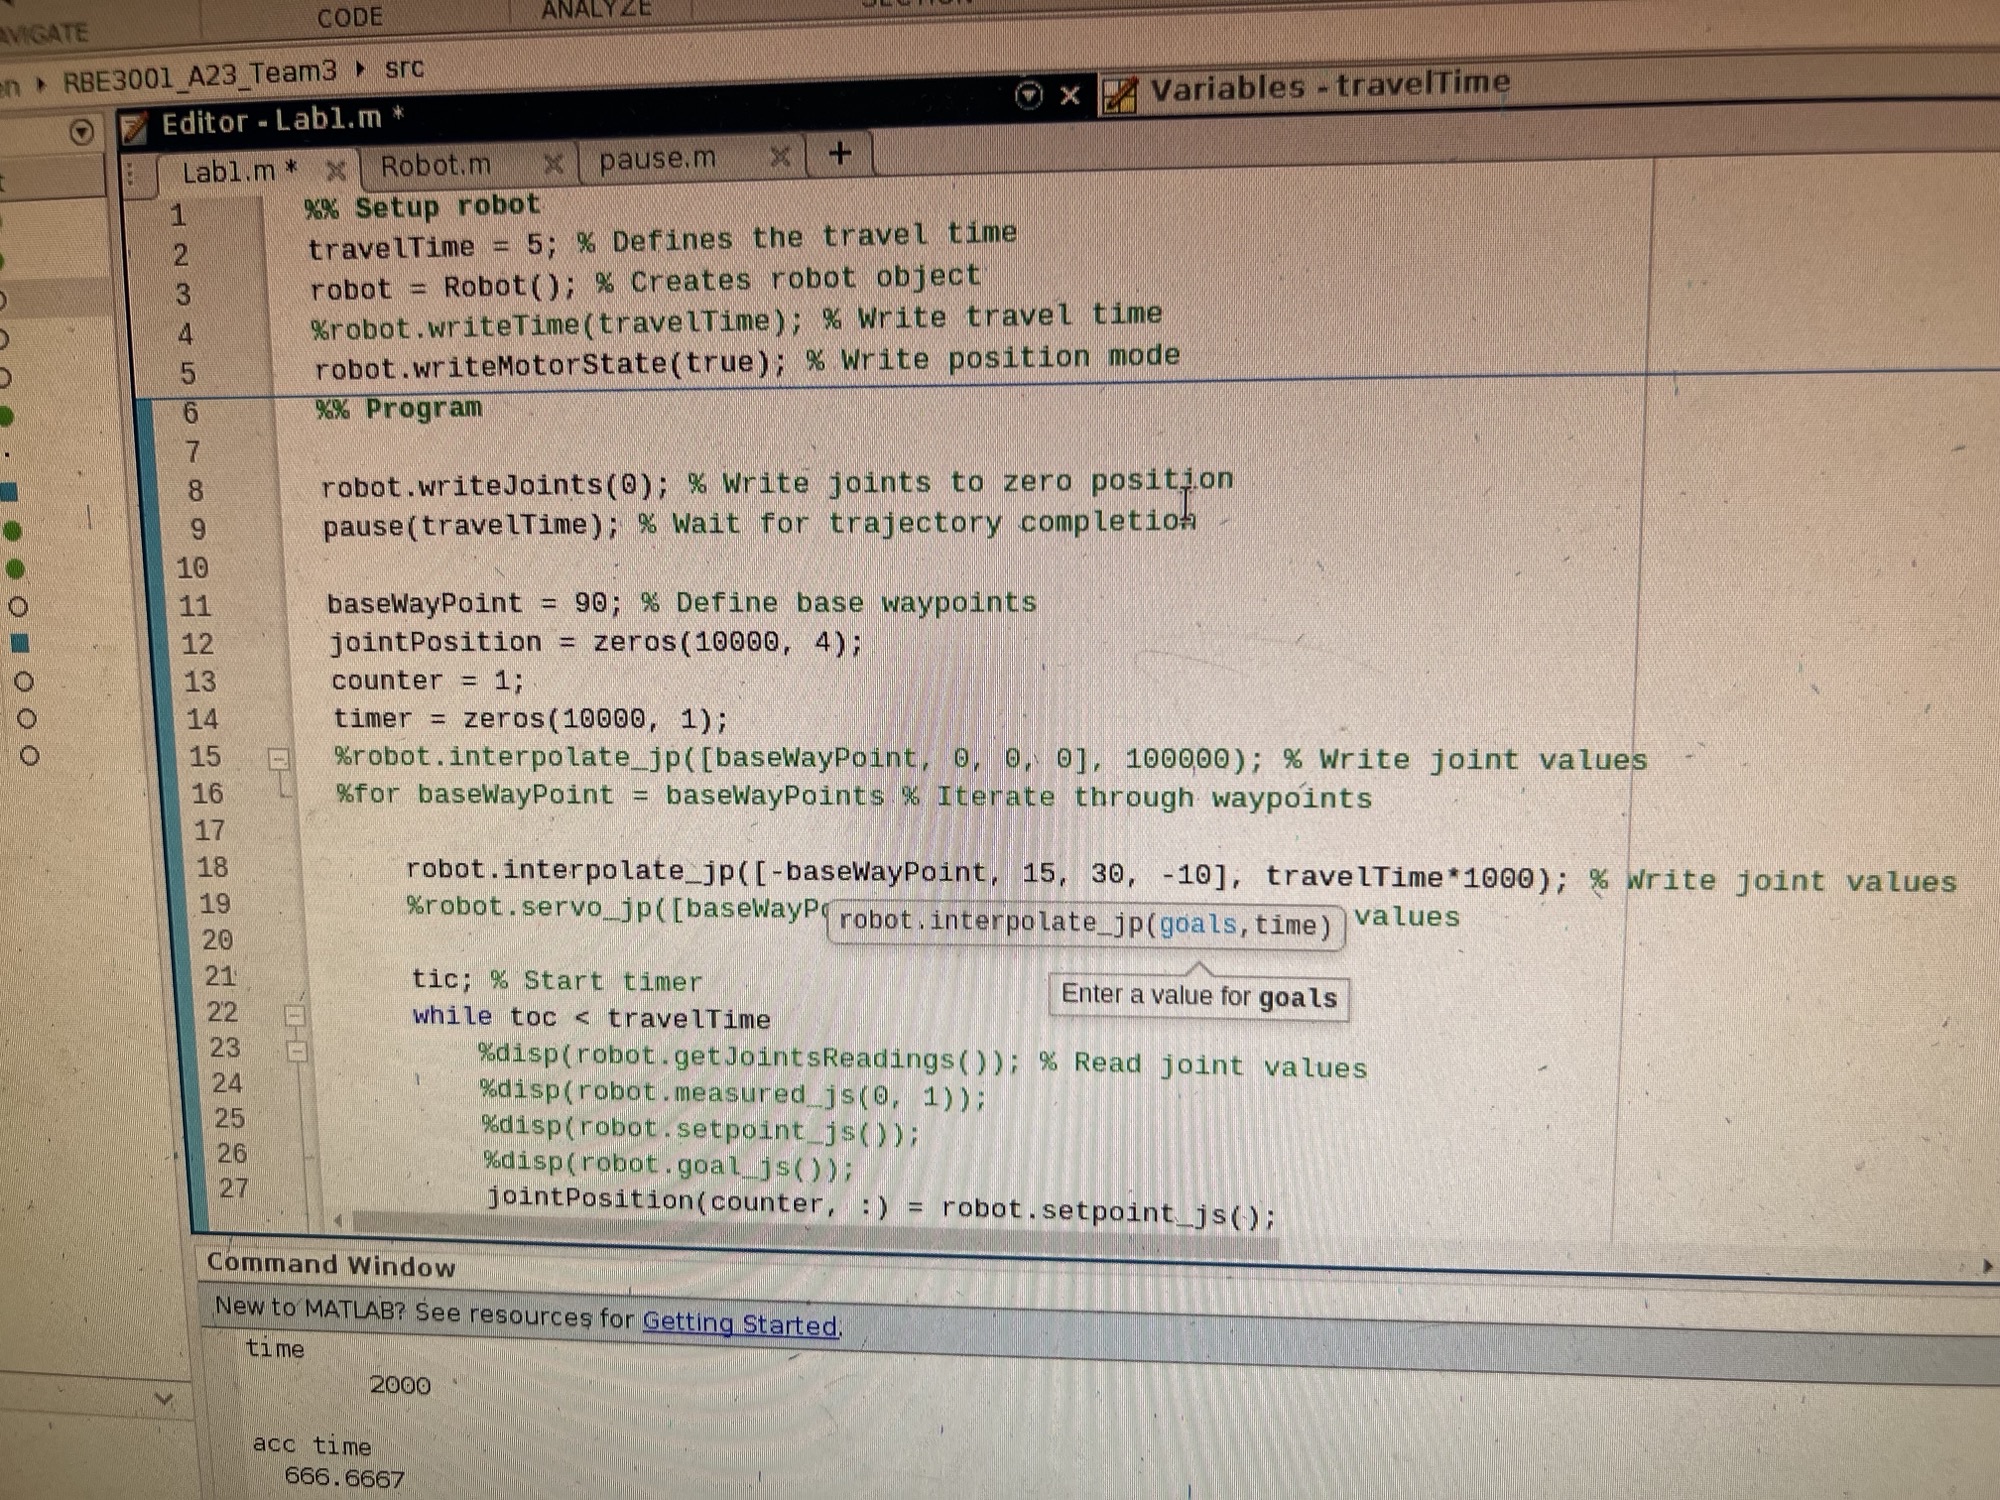 CODE
ANALYZE
RBE3001_A23_Team3 ▸ src
Editor - Lab1.m *
Variables - travelTime
Lab1.m *
Robot.m
pause.m
+
1 %% Setup robot
2 travelTime = 5; % Defines the travel time
3 robot = Robot(); % Creates robot object
4 %robot.writeTime(travelTime); % Write travel time
5 robot.writeMotorState(true); % Write position mode
6 %% Program
7
8 robot.writeJoints(0); % Write joints to zero position
9 pause(travelTime); % Wait for trajectory completion
10
11 baseWayPoint = 90; % Define base waypoints
12 jointPosition = zeros(10000, 4);
13 counter = 1;
14 timer = zeros(10000, 1);
15 %robot.interpolate_jp([baseWayPoint, 0, 0, 0], 100000); % Write joint values
16 %for baseWayPoint = baseWayPoints % Iterate through waypoints
17
18 robot.interpolate_jp([-baseWayPoint, 15, 30, -10], travelTime*1000); % Write joint values
19 %robot.servo_jp([baseWayPo values
robot.interpolate_jp(goals,time)
20
Enter a value for goals
21 tic; % Start timer
22 while toc < travelTime
23 %disp(robot.getJointsReadings()); % Read joint values
24 %disp(robot.measured_js(0, 1));
25 %disp(robot.setpoint_js());
26 %disp(robot.goal_js());
27 jointPosition(counter, :) = robot.setpoint_js();
Command Window
New to MATLAB? See resources for Getting Started.
time
2000
acc time
666.6667